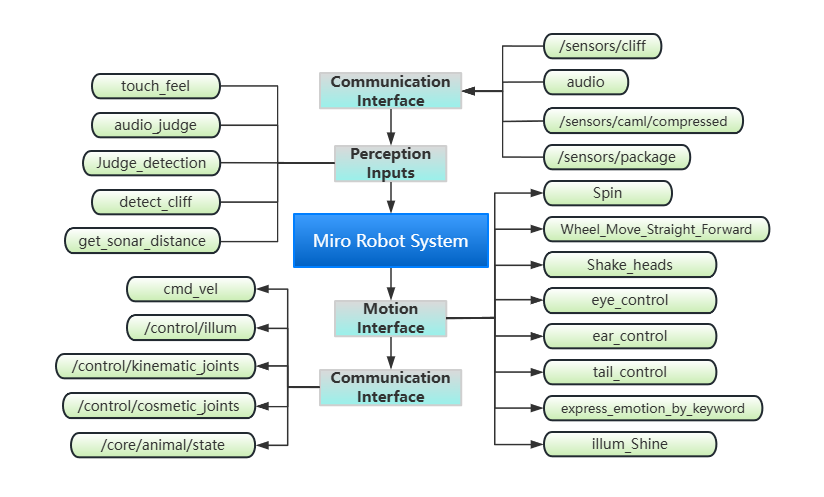 /sensors/cliff
Communication
Interface
audio
/sensors/caml/compressed
/sensors/package
touch_feel
audio_judge
Judge_detection
detect_cliff
get_sonar_distance
Perception
Inputs
Miro Robot System
Spin
Wheel_Move_Straight_Forward
Shake_heads
eye_control
ear_control
tail_control
express_emotion_by_keyword
illum_Shine
Motion
Interface
Communication
Interface
cmd_vel
/control/illum
/control/kinematic_joints
/control/cosmetic_joints
/core/animal/state